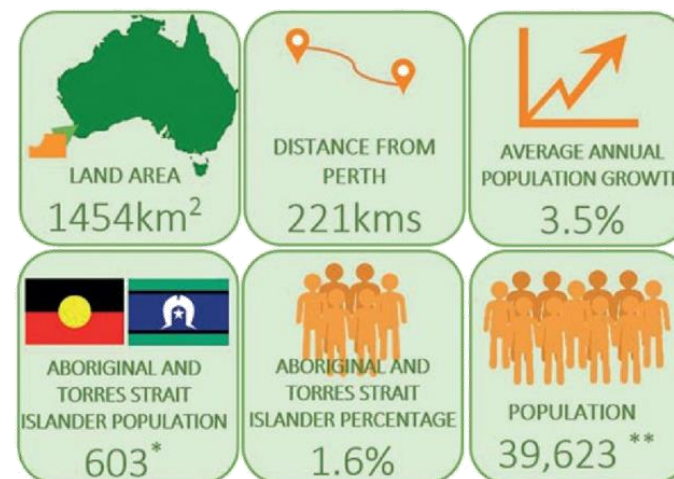 LAND AREA
1454km²
DISTANCE FROM
PERTH
221kms
AVERAGE ANNUAL
POPULATION GROWTH
3.5%
ABORIGINAL AND
TORRES STRAIT
ISLANDER POPULATION
603*
ABORIGINAL AND
TORRES STRAIT
ISLANDER PERCENTAGE
1.6%
POPULATION
39,623 **